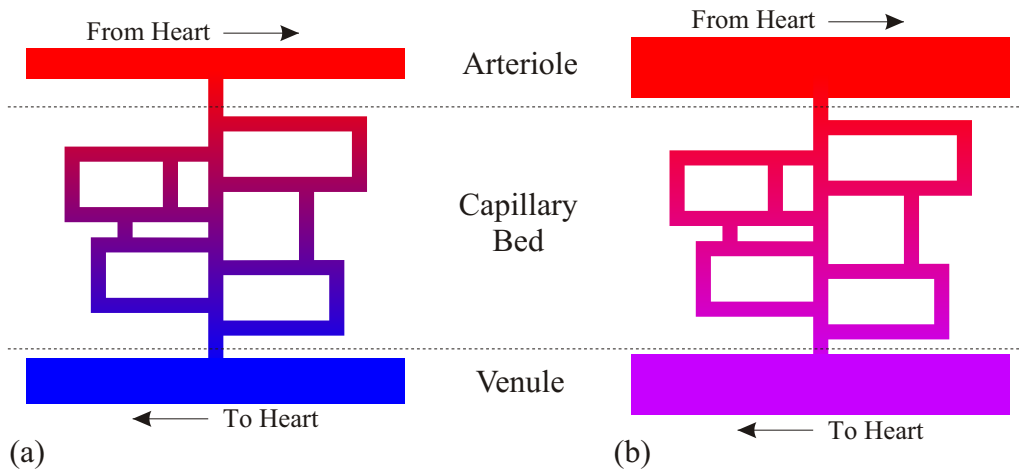 From Heart
From Heart
Arteriole
Capillary
Bed
Venule
To Heart
To Heart
(a)
(b)